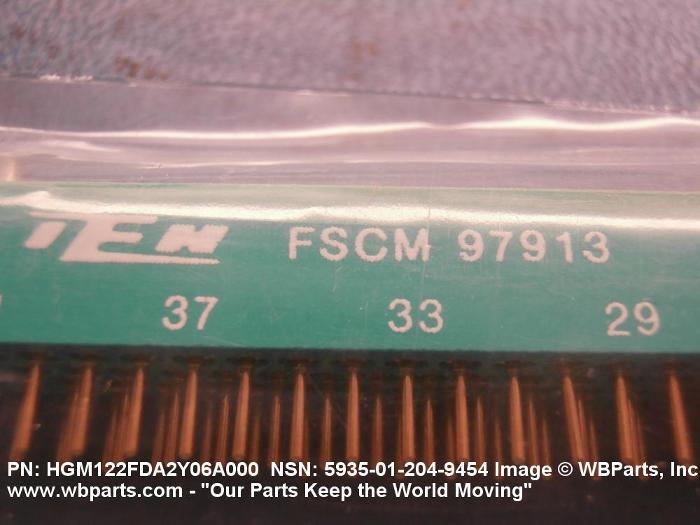 IEH FSCM 97913
37 33 29
PN: HGM122FDA2Y06A000 NSN: 5935-01-204-9454 Image © WBParts, Inc
www.wbparts.com - "Our Parts Keep the World Moving"